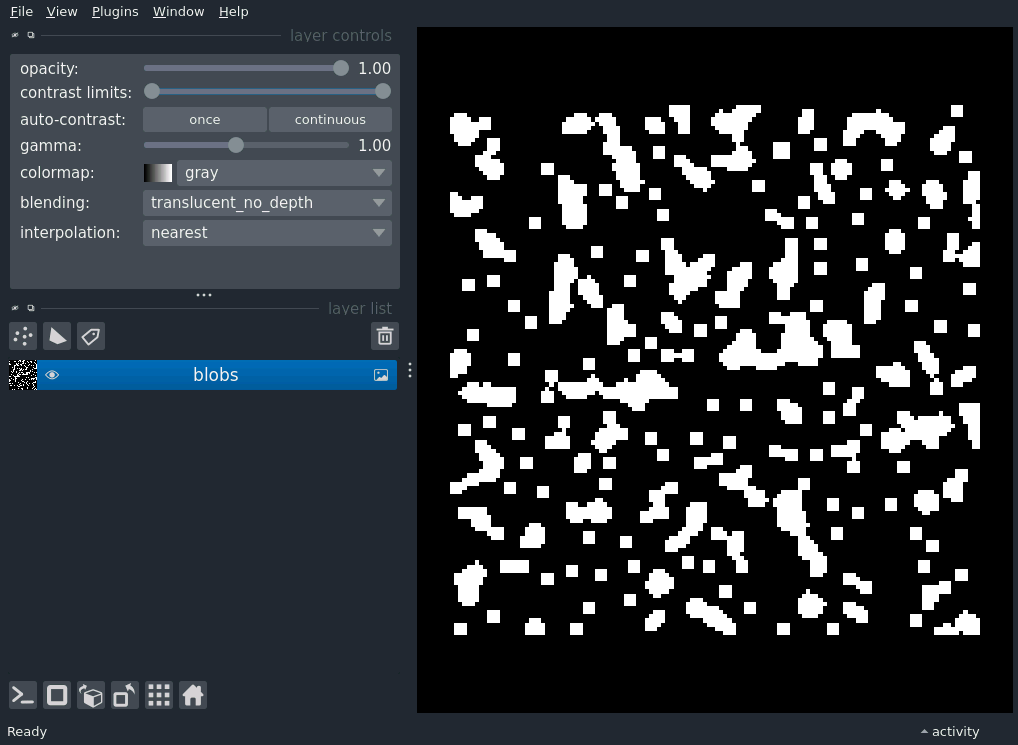 File View Plugins Window Help
layer controls
opacity: 1.00
contrast limits:
auto-contrast: once continuous
gamma: 1.00
colormap: gray
blending: translucent_no_depth
interpolation: nearest
layer list
blobs
Ready activity